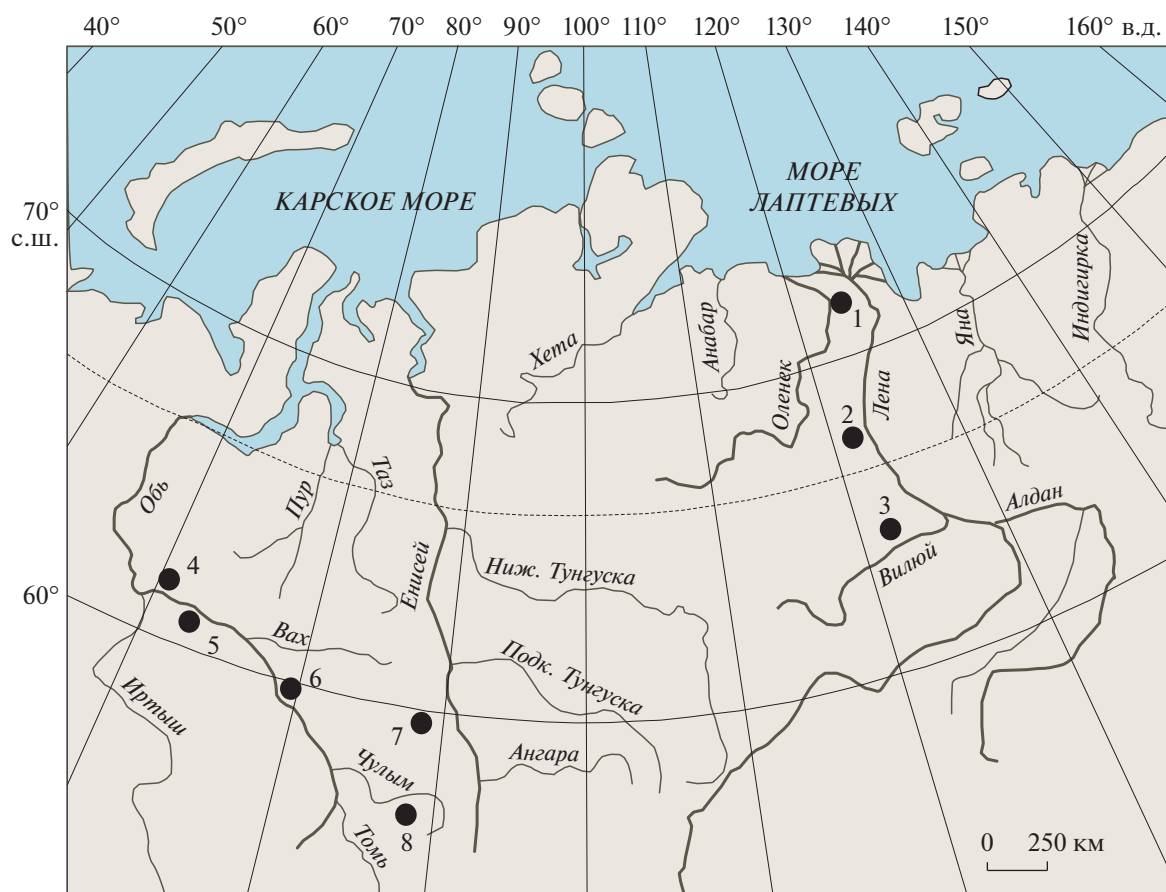 40° 50° 60° 70° 80° 90° 100° 110° 120° 130° 140° 150° 160° в.д.
70°
с.ш.
60°
КАРСКОЕ МОРЕ
МОРЕ
ЛАПТЕВЫХ
Хета
Анабар
Оленек
Лена
Яна
Индигирка
1
2
3
Алдан
Вилюй
Обь
Пур
Таз
Енисей
Ниж. Тунгуска
4
5
Вах
6
Подк. Тунгуска
Иртыш
7
Ангара
Чулым
8
Томь
0 250 км